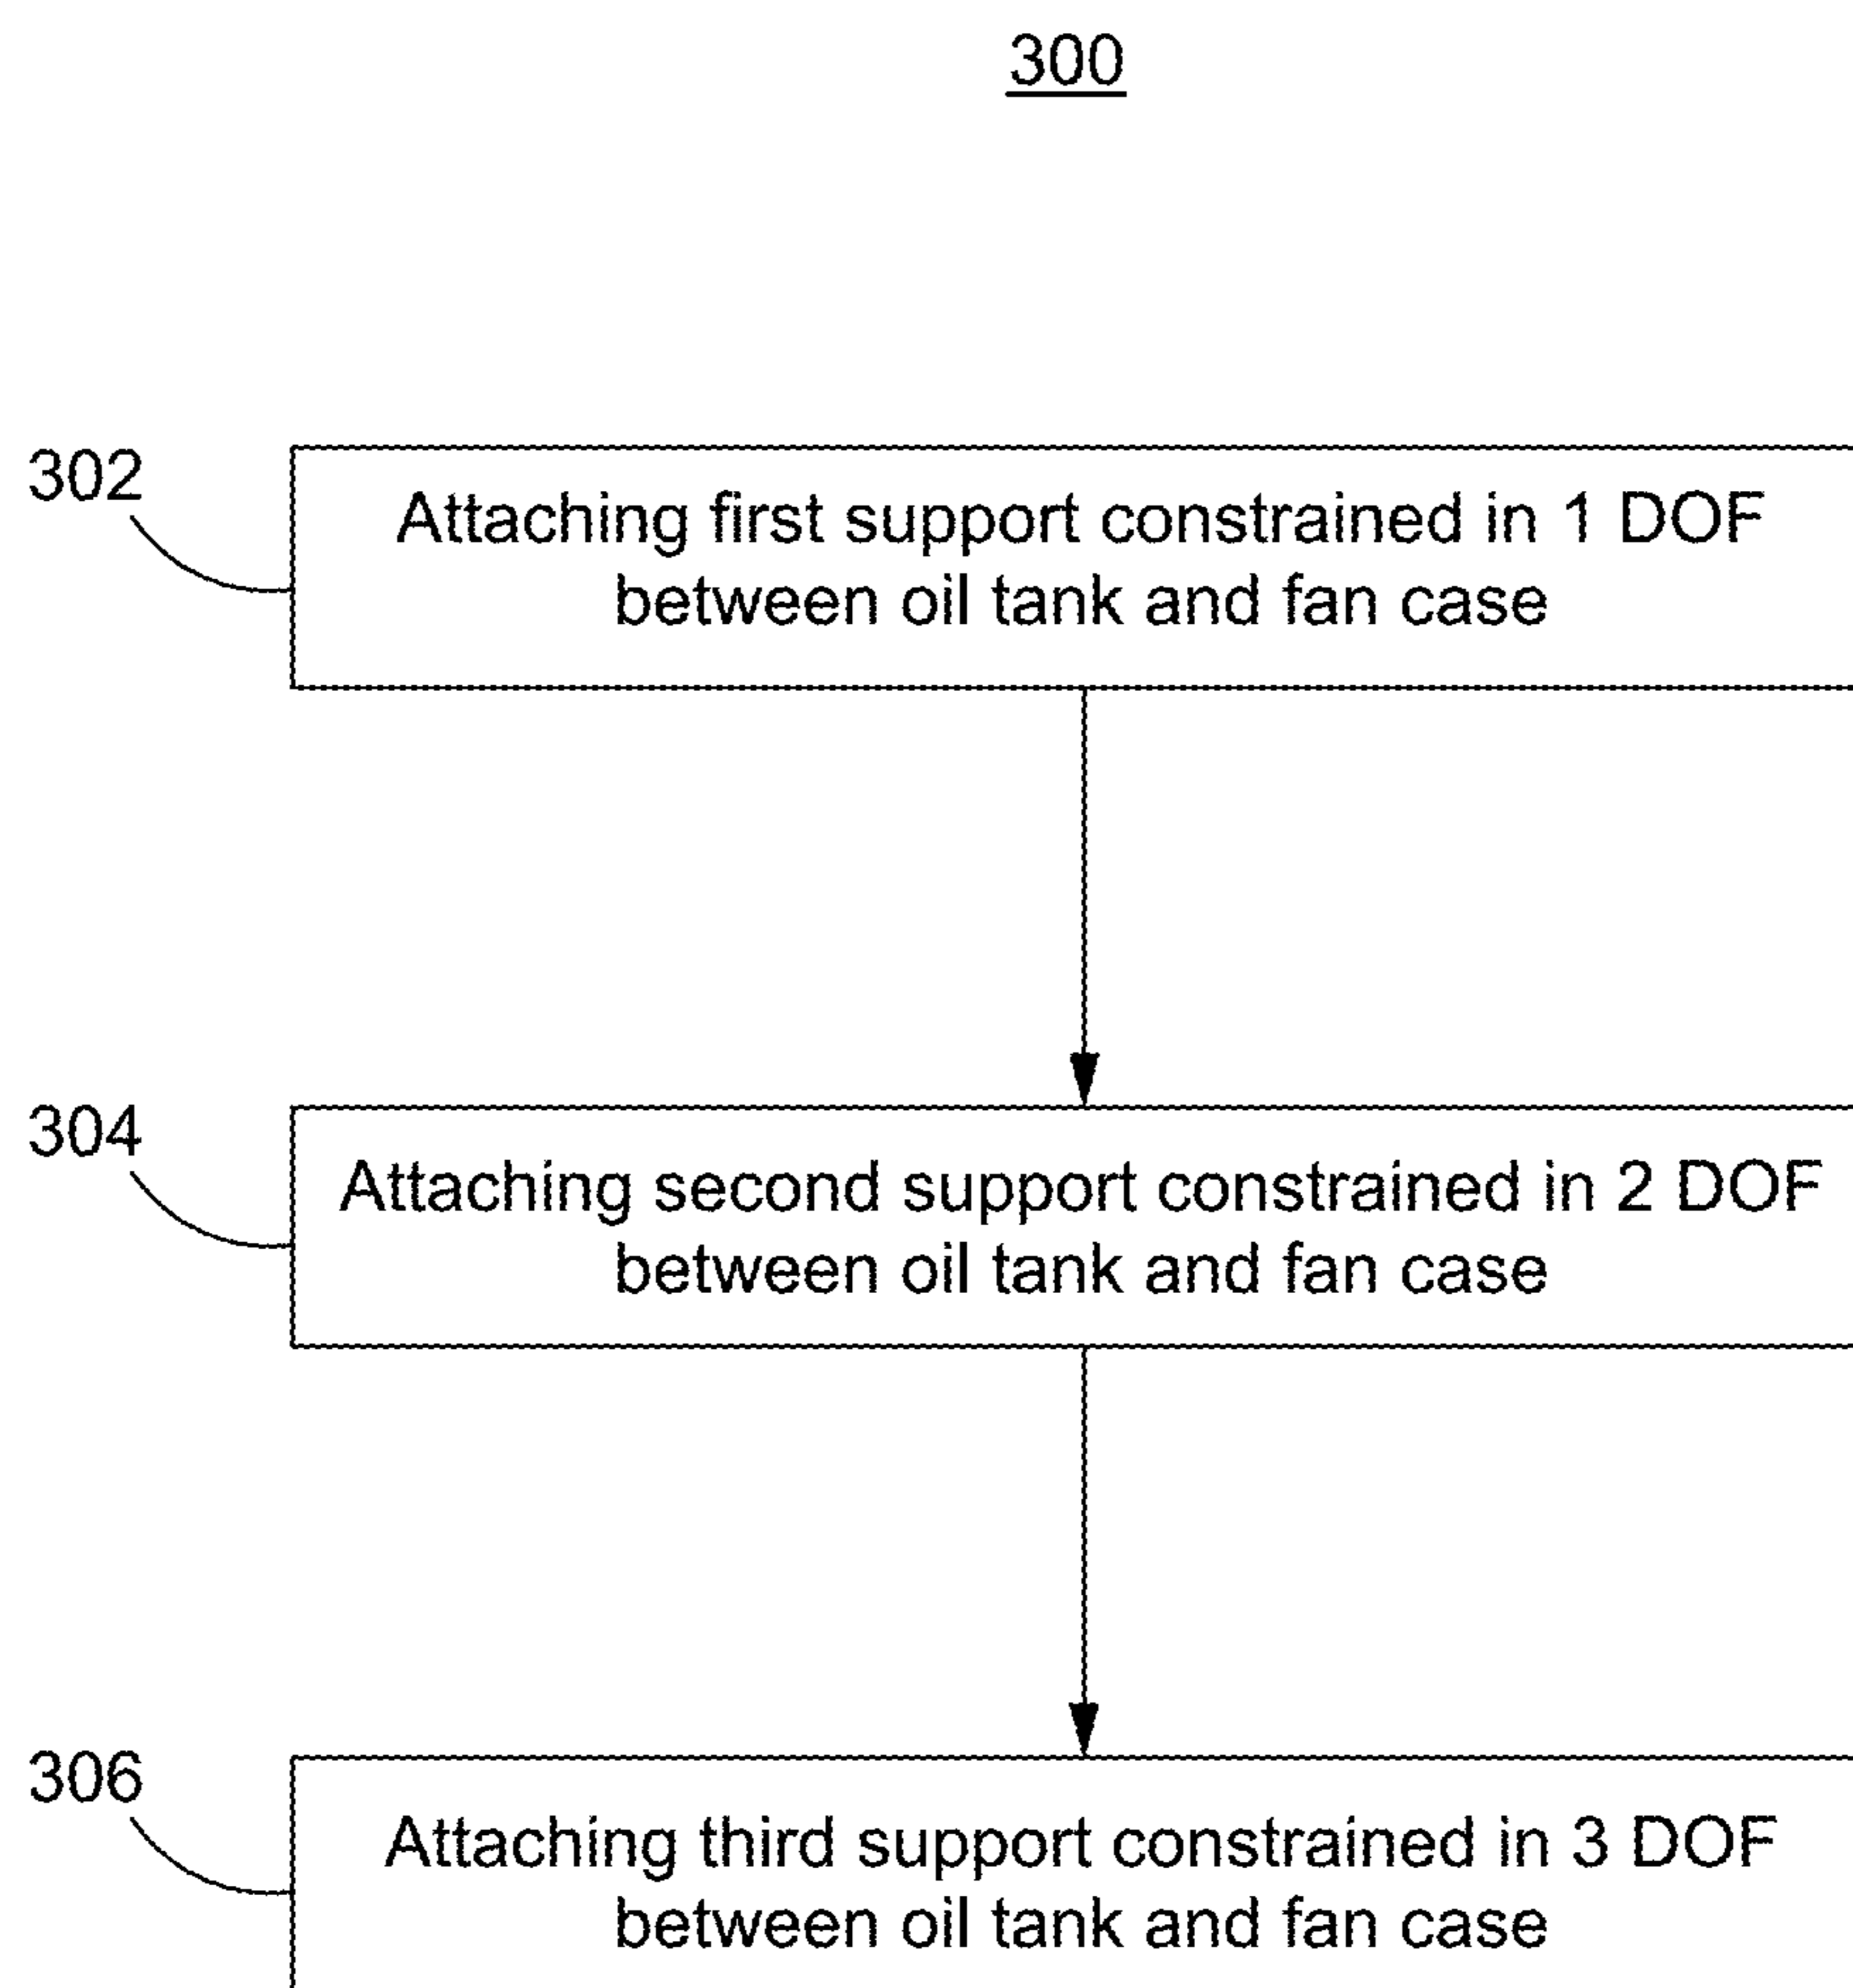 300
302
Attaching first support constrained in 1 DOF
between oil tank and fan case
304
Attaching second support constrained in 2 DOF
between oil tank and fan case
306
Attaching third support constrained in 3 DOF
between oil tank and fan case